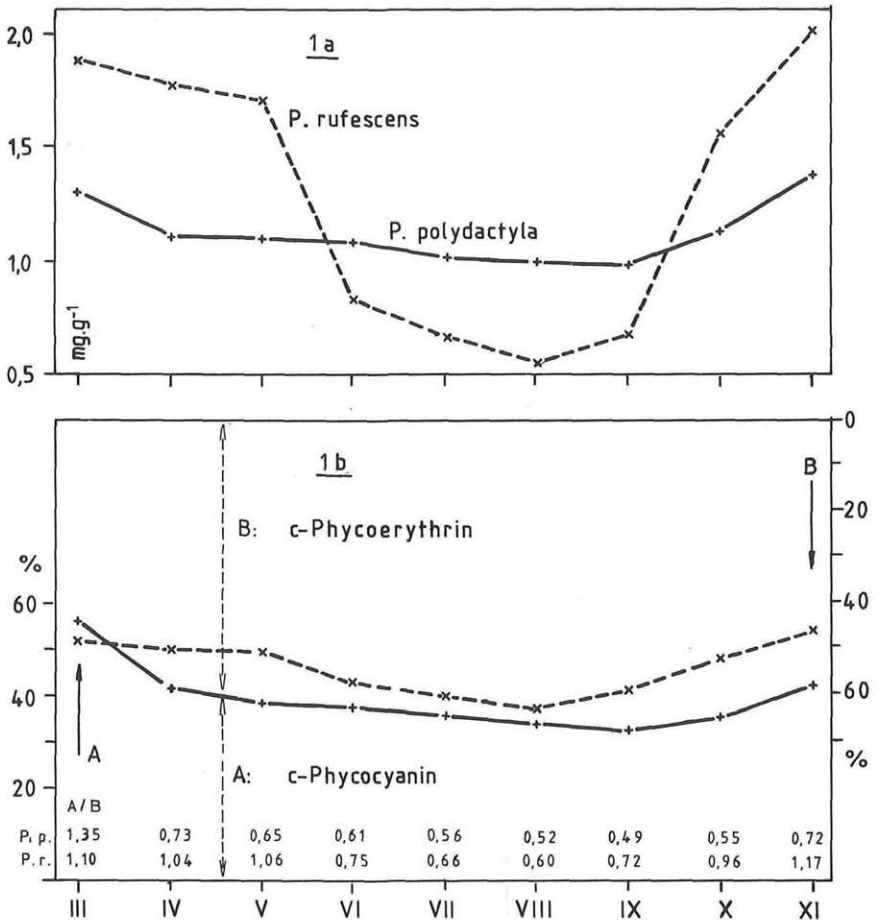 2,0
1a
P. rufescens
1,5
P. polydactyla
1,0
mg.g⁻¹
0,5
0
1b
B
20
B: c-Phycoerythrin
%
60
40
40
60
A
A: c-Phycocyanin
%
20
A/B
P. p. 1,35 0,73 0,65 0,61 0,56 0,52 0,49 0,55 0,72
P. r. 1,10 1,04 1,06 0,75 0,66 0,60 0,72 0,96 1,17
III IV V VI VII VIII IX X XI